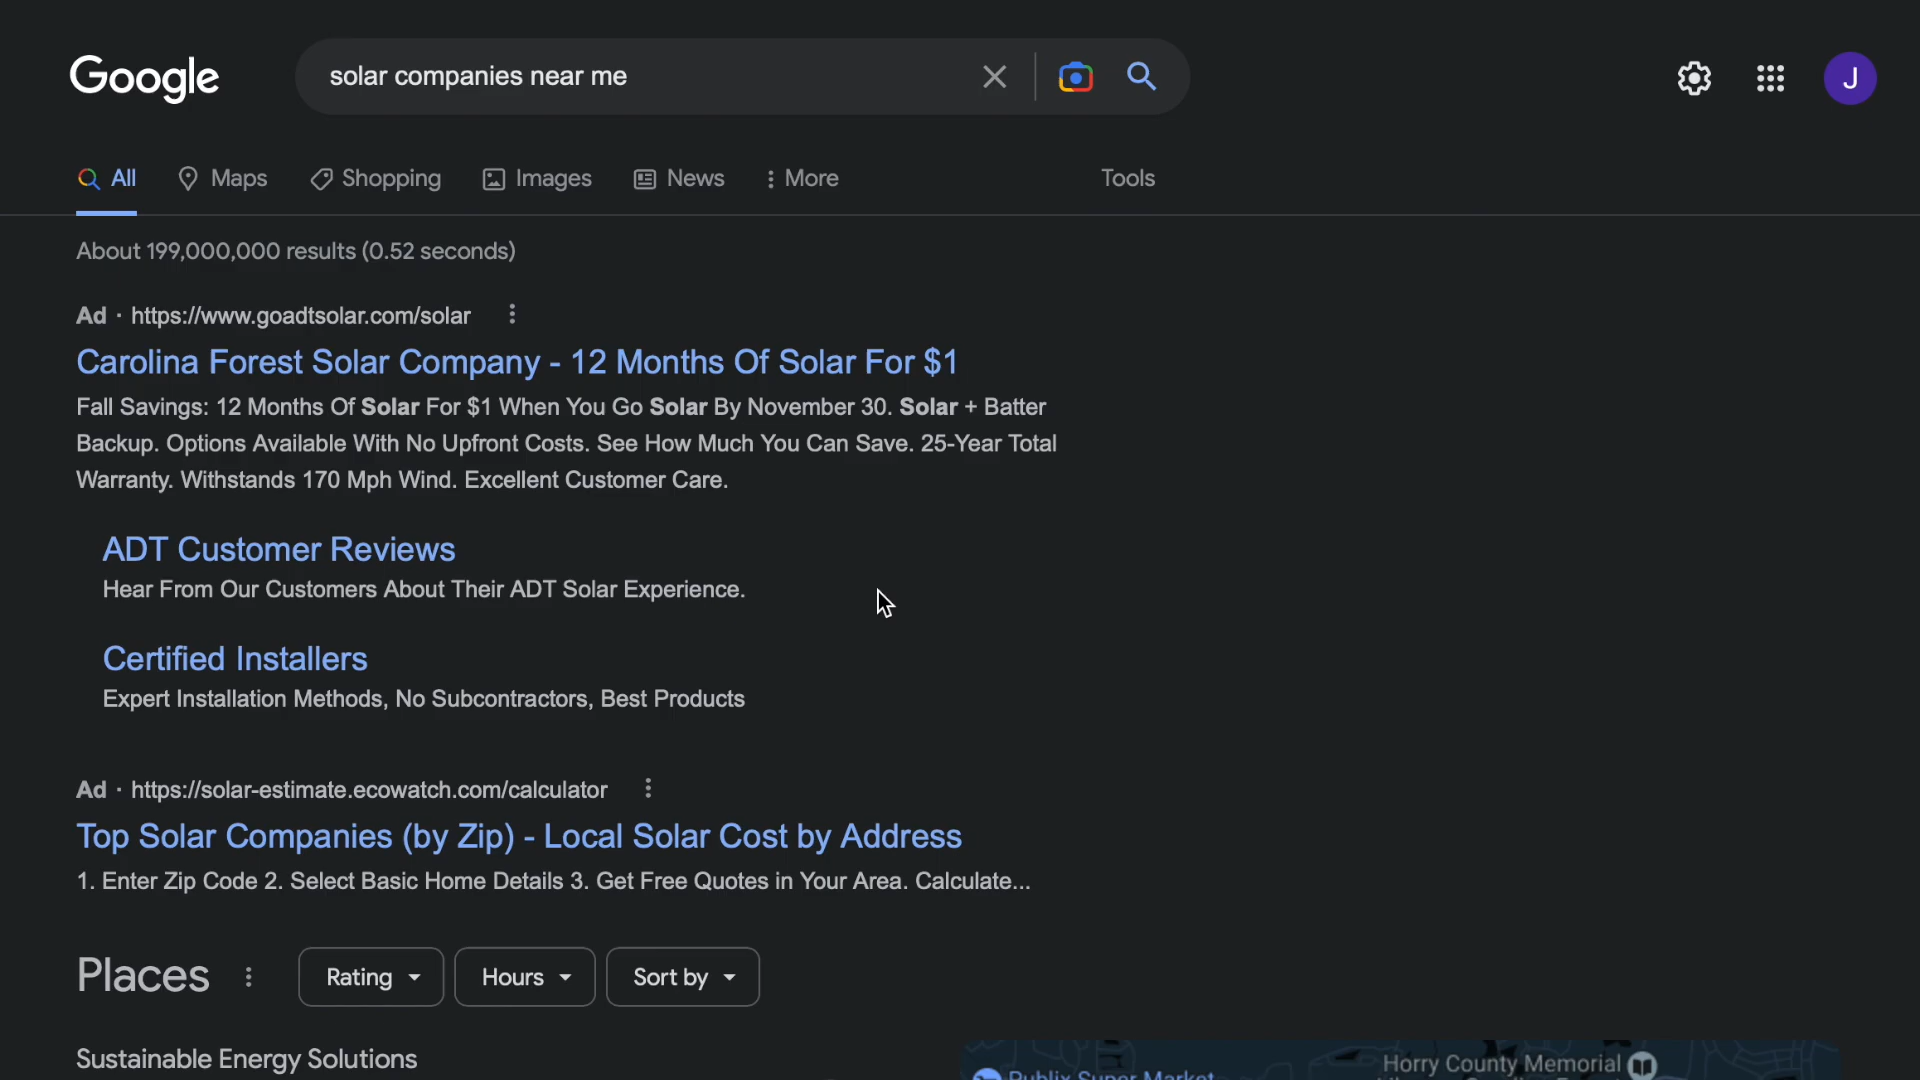 Google
solar companies near me
J
All
Maps
Shopping
Images
News
More
Tools
About 199,000,000 results (0.52 seconds)
Ad · https://www.goadtsolar.com/solar
Carolina Forest Solar Company - 12 Months Of Solar For $1
Fall Savings: 12 Months Of Solar For $1 When You Go Solar By November 30. Solar + Batter
Backup. Options Available With No Upfront Costs. See How Much You Can Save. 25-Year Total
Warranty. Withstands 170 Mph Wind. Excellent Customer Care.
ADT Customer Reviews
Hear From Our Customers About Their ADT Solar Experience.
Certified Installers
Expert Installation Methods, No Subcontractors, Best Products
Ad · https://solar-estimate.ecowatch.com/calculator
Top Solar Companies (by Zip) - Local Solar Cost by Address
1. Enter Zip Code 2. Select Basic Home Details 3. Get Free Quotes in Your Area. Calculate...
Places
Rating
Hours
Sort by
Sustainable Energy Solutions
Horry County Memorial
Publix Super Market